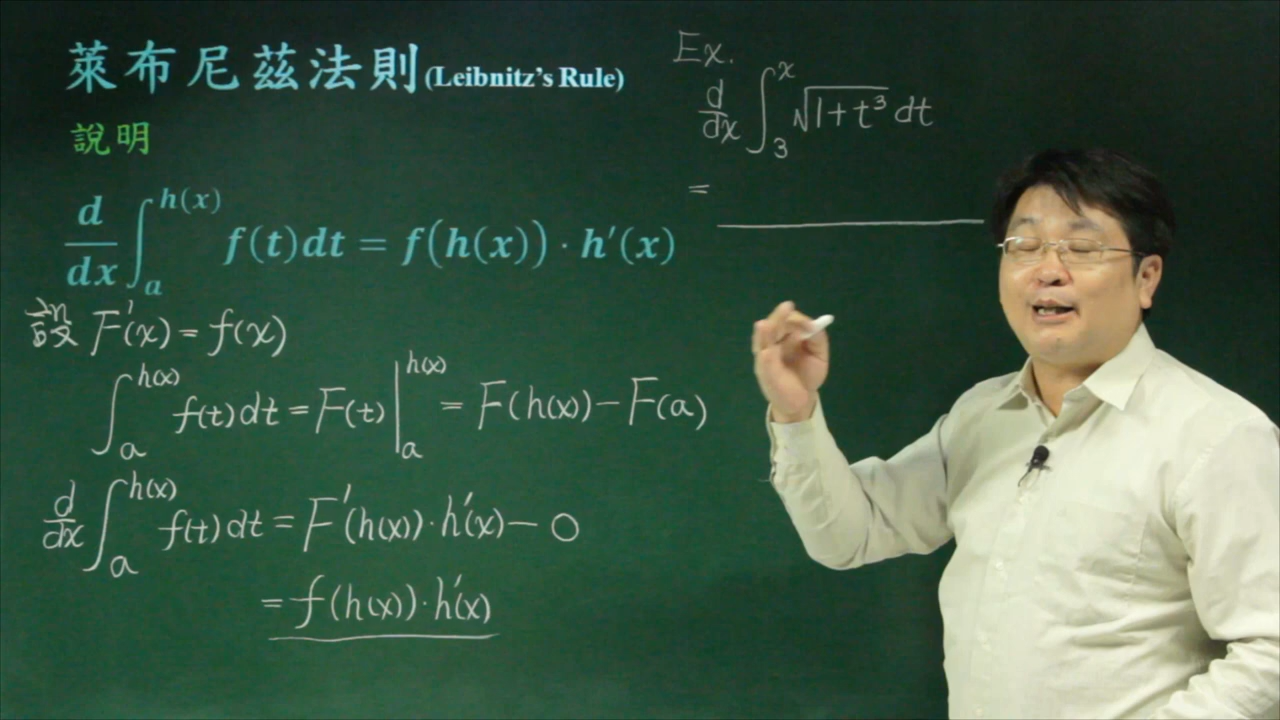 萊布尼茲法則(Leibnitz's Rule)
說明
d/dx ∫_a^{h(x)} f(t)dt = f(h(x)) · h′(x)
設 F′(x) = f(x)
∫_a^{h(x)} f(t)dt = F(t)|_a^{h(x)} = F(h(x)) − F(a)
d/dx ∫_a^{h(x)} f(t)dt = F′(h(x))·h′(x) − 0
= f(h(x))·h′(x)
Ex.
d/dx ∫_3^x √(1+t³) dt
=